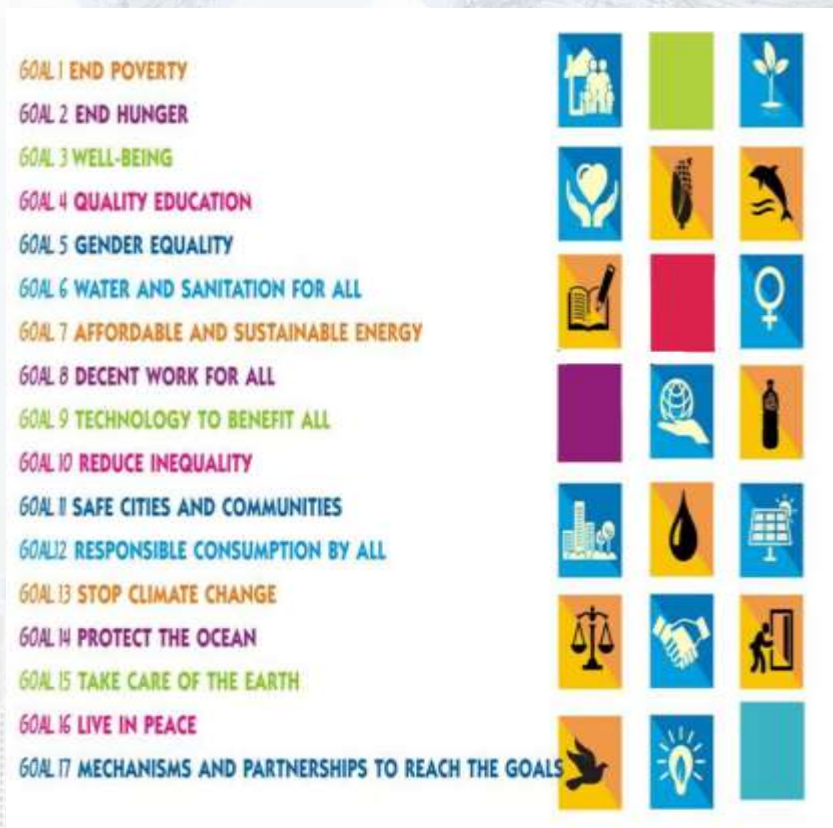 GOAL 1 END POVERTY
GOAL 2 END HUNGER
GOAL 3 WELL-BEING
GOAL 4 QUALITY EDUCATION
GOAL 5 GENDER EQUALITY
GOAL 6 WATER AND SANITATION FOR ALL
GOAL 7 AFFORDABLE AND SUSTAINABLE ENERGY
GOAL 8 DECENT WORK FOR ALL
GOAL 9 TECHNOLOGY TO BENEFIT ALL
GOAL 10 REDUCE INEQUALITY
GOAL 11 SAFE CITIES AND COMMUNITIES
GOAL12 RESPONSIBLE CONSUMPTION BY ALL
GOAL 13 STOP CLIMATE CHANGE
GOAL 14 PROTECT THE OCEAN
GOAL 15 TAKE CARE OF THE EARTH
GOAL 16 LIVE IN PEACE
GOAL 17 MECHANISMS AND PARTNERSHIPS TO REACH THE GOALS